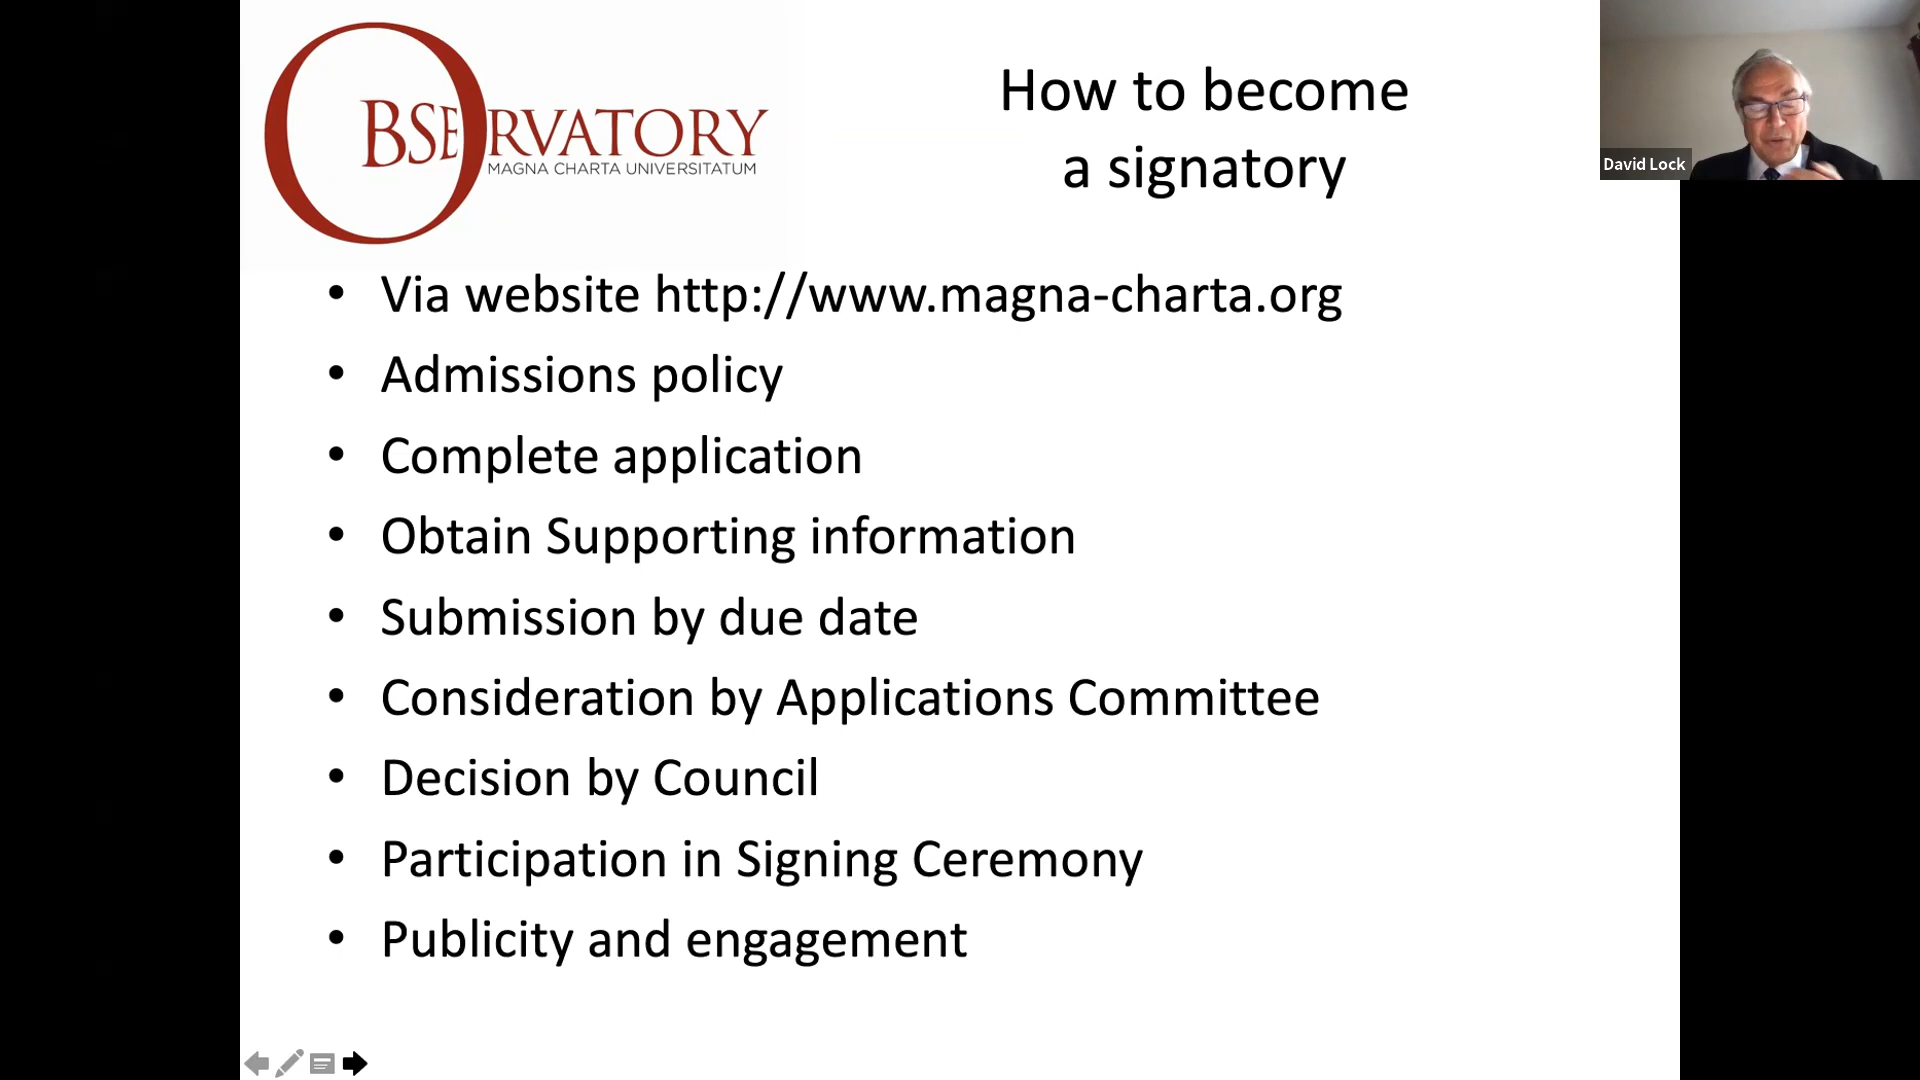 OBSERVATORY
MAGNA CHARTA UNIVERSITATUM
How to become
a signatory
David Lock
• Via website http://www.magna-charta.org
• Admissions policy
• Complete application
• Obtain Supporting information
• Submission by due date
• Consideration by Applications Committee
• Decision by Council
• Participation in Signing Ceremony
• Publicity and engagement